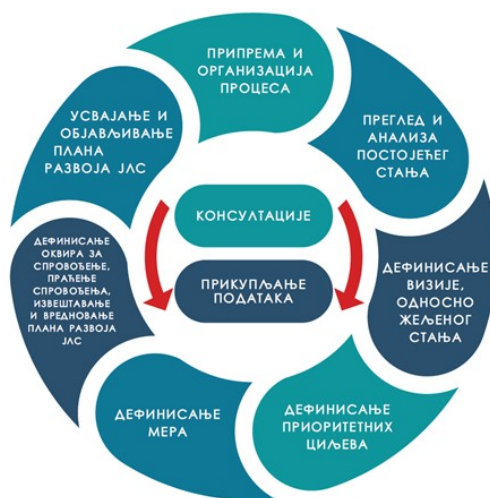 ПРИПРЕМА И
ОРГАНИЗАЦИЈА
ПРОЦЕСА
ПРЕГЛЕД И
АНАЛИЗА
ПОСТОЈЕЋЕГ
СТАЊА
ДЕФИНИСАЊЕ
ВИЗИЈЕ,
ОДНОСНО
ЖЕЉЕНОГ
СТАЊА
ДЕФИНИСАЊЕ
ПРИОРИТЕТНИХ
ЦИЉЕВА
ДЕФИНИСАЊЕ
МЕРА
ДЕФИНИСАЊЕ
ОКВИРА ЗА
СПРОВОЂЕЊЕ,
ПРАЋЕЊЕ
СПРОВОЂЕЊА,
ИЗВЕШТАВАЊЕ
И ВРЕДНОВАЊЕ
ПЛАНА РАЗВОЈА
ЈЛС
УСВАЈАЊЕ И
ОБЈАВЉИВАЊЕ
ПЛАНА
РАЗВОЈА ЈЛС
КОНСУЛТАЦИЈЕ
ПРИКУПЉАЊЕ
ПОДАТАКА